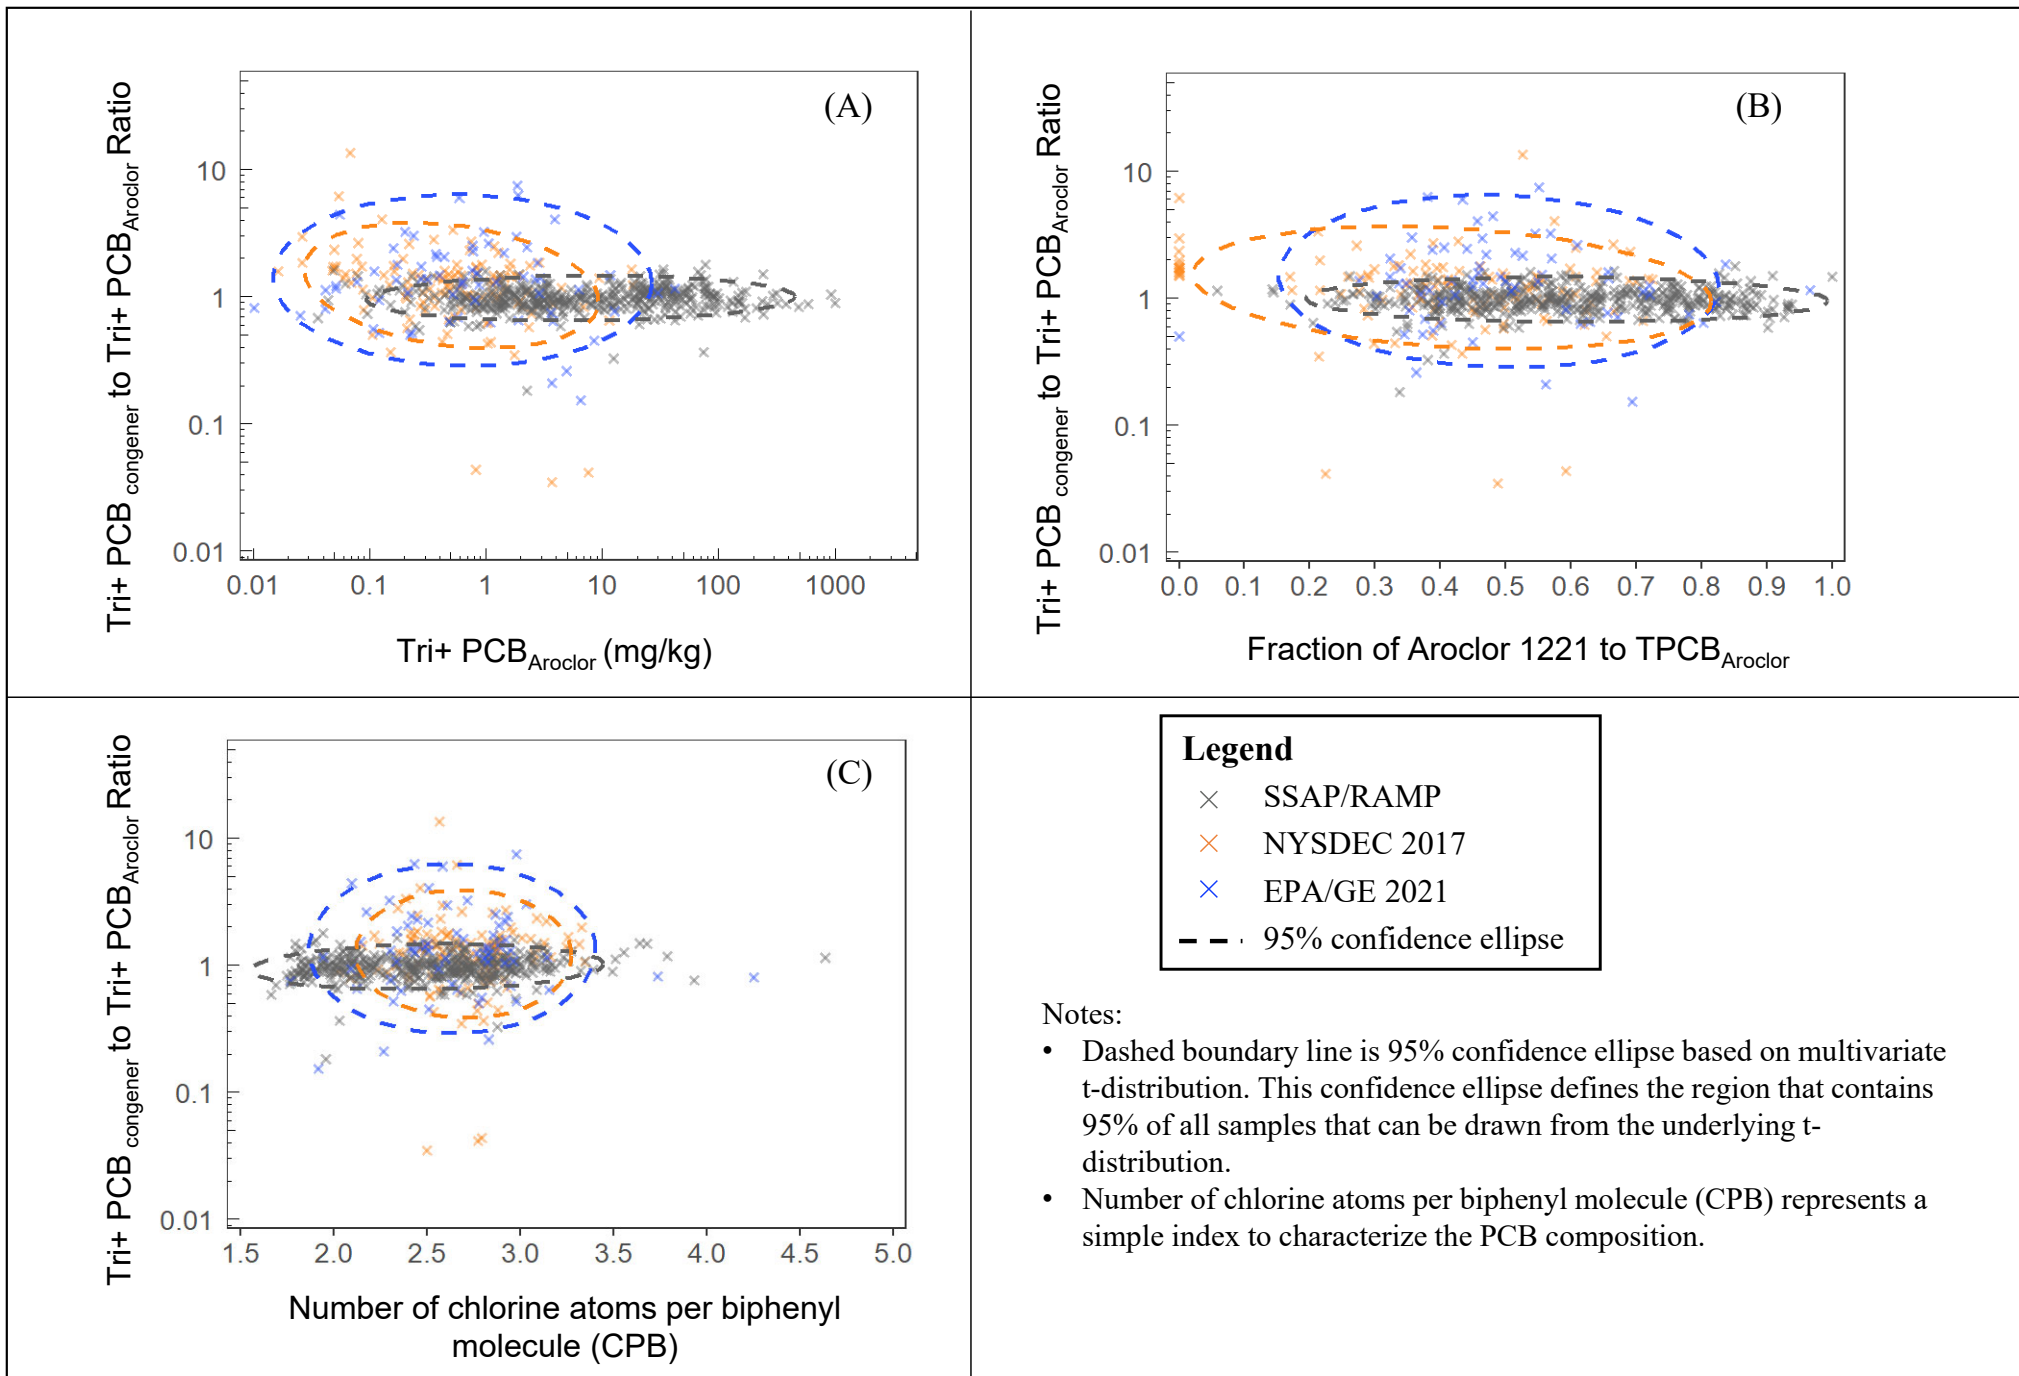 (A)
Tri+ PCB congener to Tri+ PCB Aroclor Ratio
10
1
0.1
0.01
0.01 0.1 1 10 100 1000
Tri+ PCB Aroclor (mg/kg)
(B)
Tri+ PCB congener to Tri+ PCB Aroclor Ratio
10
1
0.1
0.01
0.0 0.1 0.2 0.3 0.4 0.5 0.6 0.7 0.8 0.9 1.0
Fraction of Aroclor 1221 to TPCB Aroclor
(C)
Tri+ PCB congener to Tri+ PCB Aroclor Ratio
10
1
0.1
0.01
1.5 2.0 2.5 3.0 3.5 4.0 4.5 5.0
Number of chlorine atoms per biphenyl
molecule (CPB)
Legend
SSAP/RAMP
NYSDEC 2017
EPA/GE 2021
95% confidence ellipse
Notes:
• Dashed boundary line is 95% confidence ellipse based on multivariate
t-distribution. This confidence ellipse defines the region that contains
95% of all samples that can be drawn from the underlying t-
distribution.
• Number of chlorine atoms per biphenyl molecule (CPB) represents a
simple index to characterize the PCB composition.